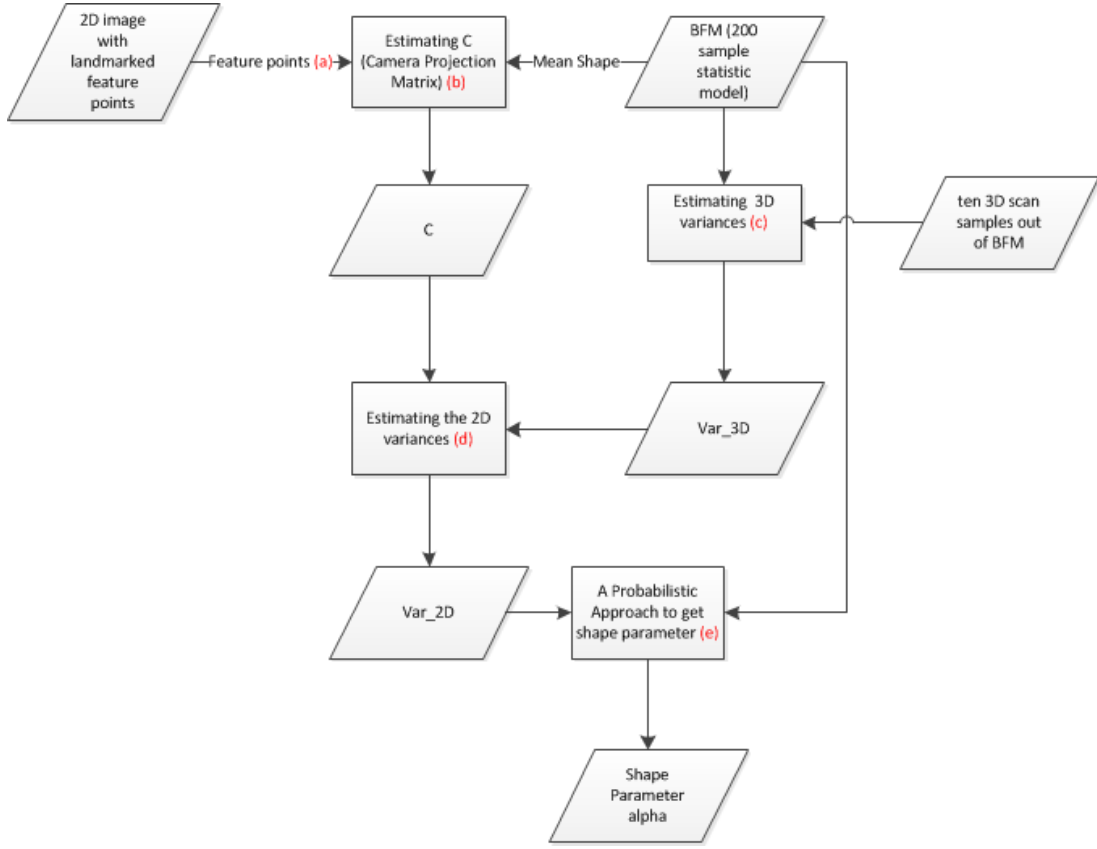 2D image
with
landmarked
feature
points
Feature points (a)
Estimating C
(Camera Projection
Matrix) (b)
Mean Shape
BFM (200
sample
statistic
model)
C
Estimating 3D
variances (c)
ten 3D scan
samples out
of BFM
Estimating the 2D
variances (d)
Var_3D
Var_2D
A Probabilistic
Approach to get
shape parameter (e)
Shape
Parameter
alpha